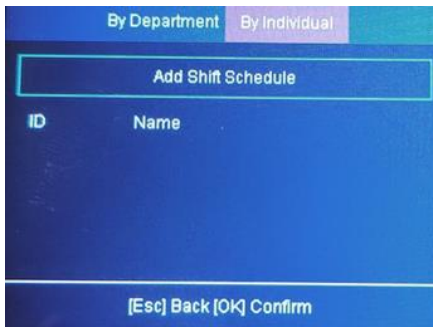 By Department By Individual
Add Shift Schedule
ID Name
[Esc] Back [OK] Confirm